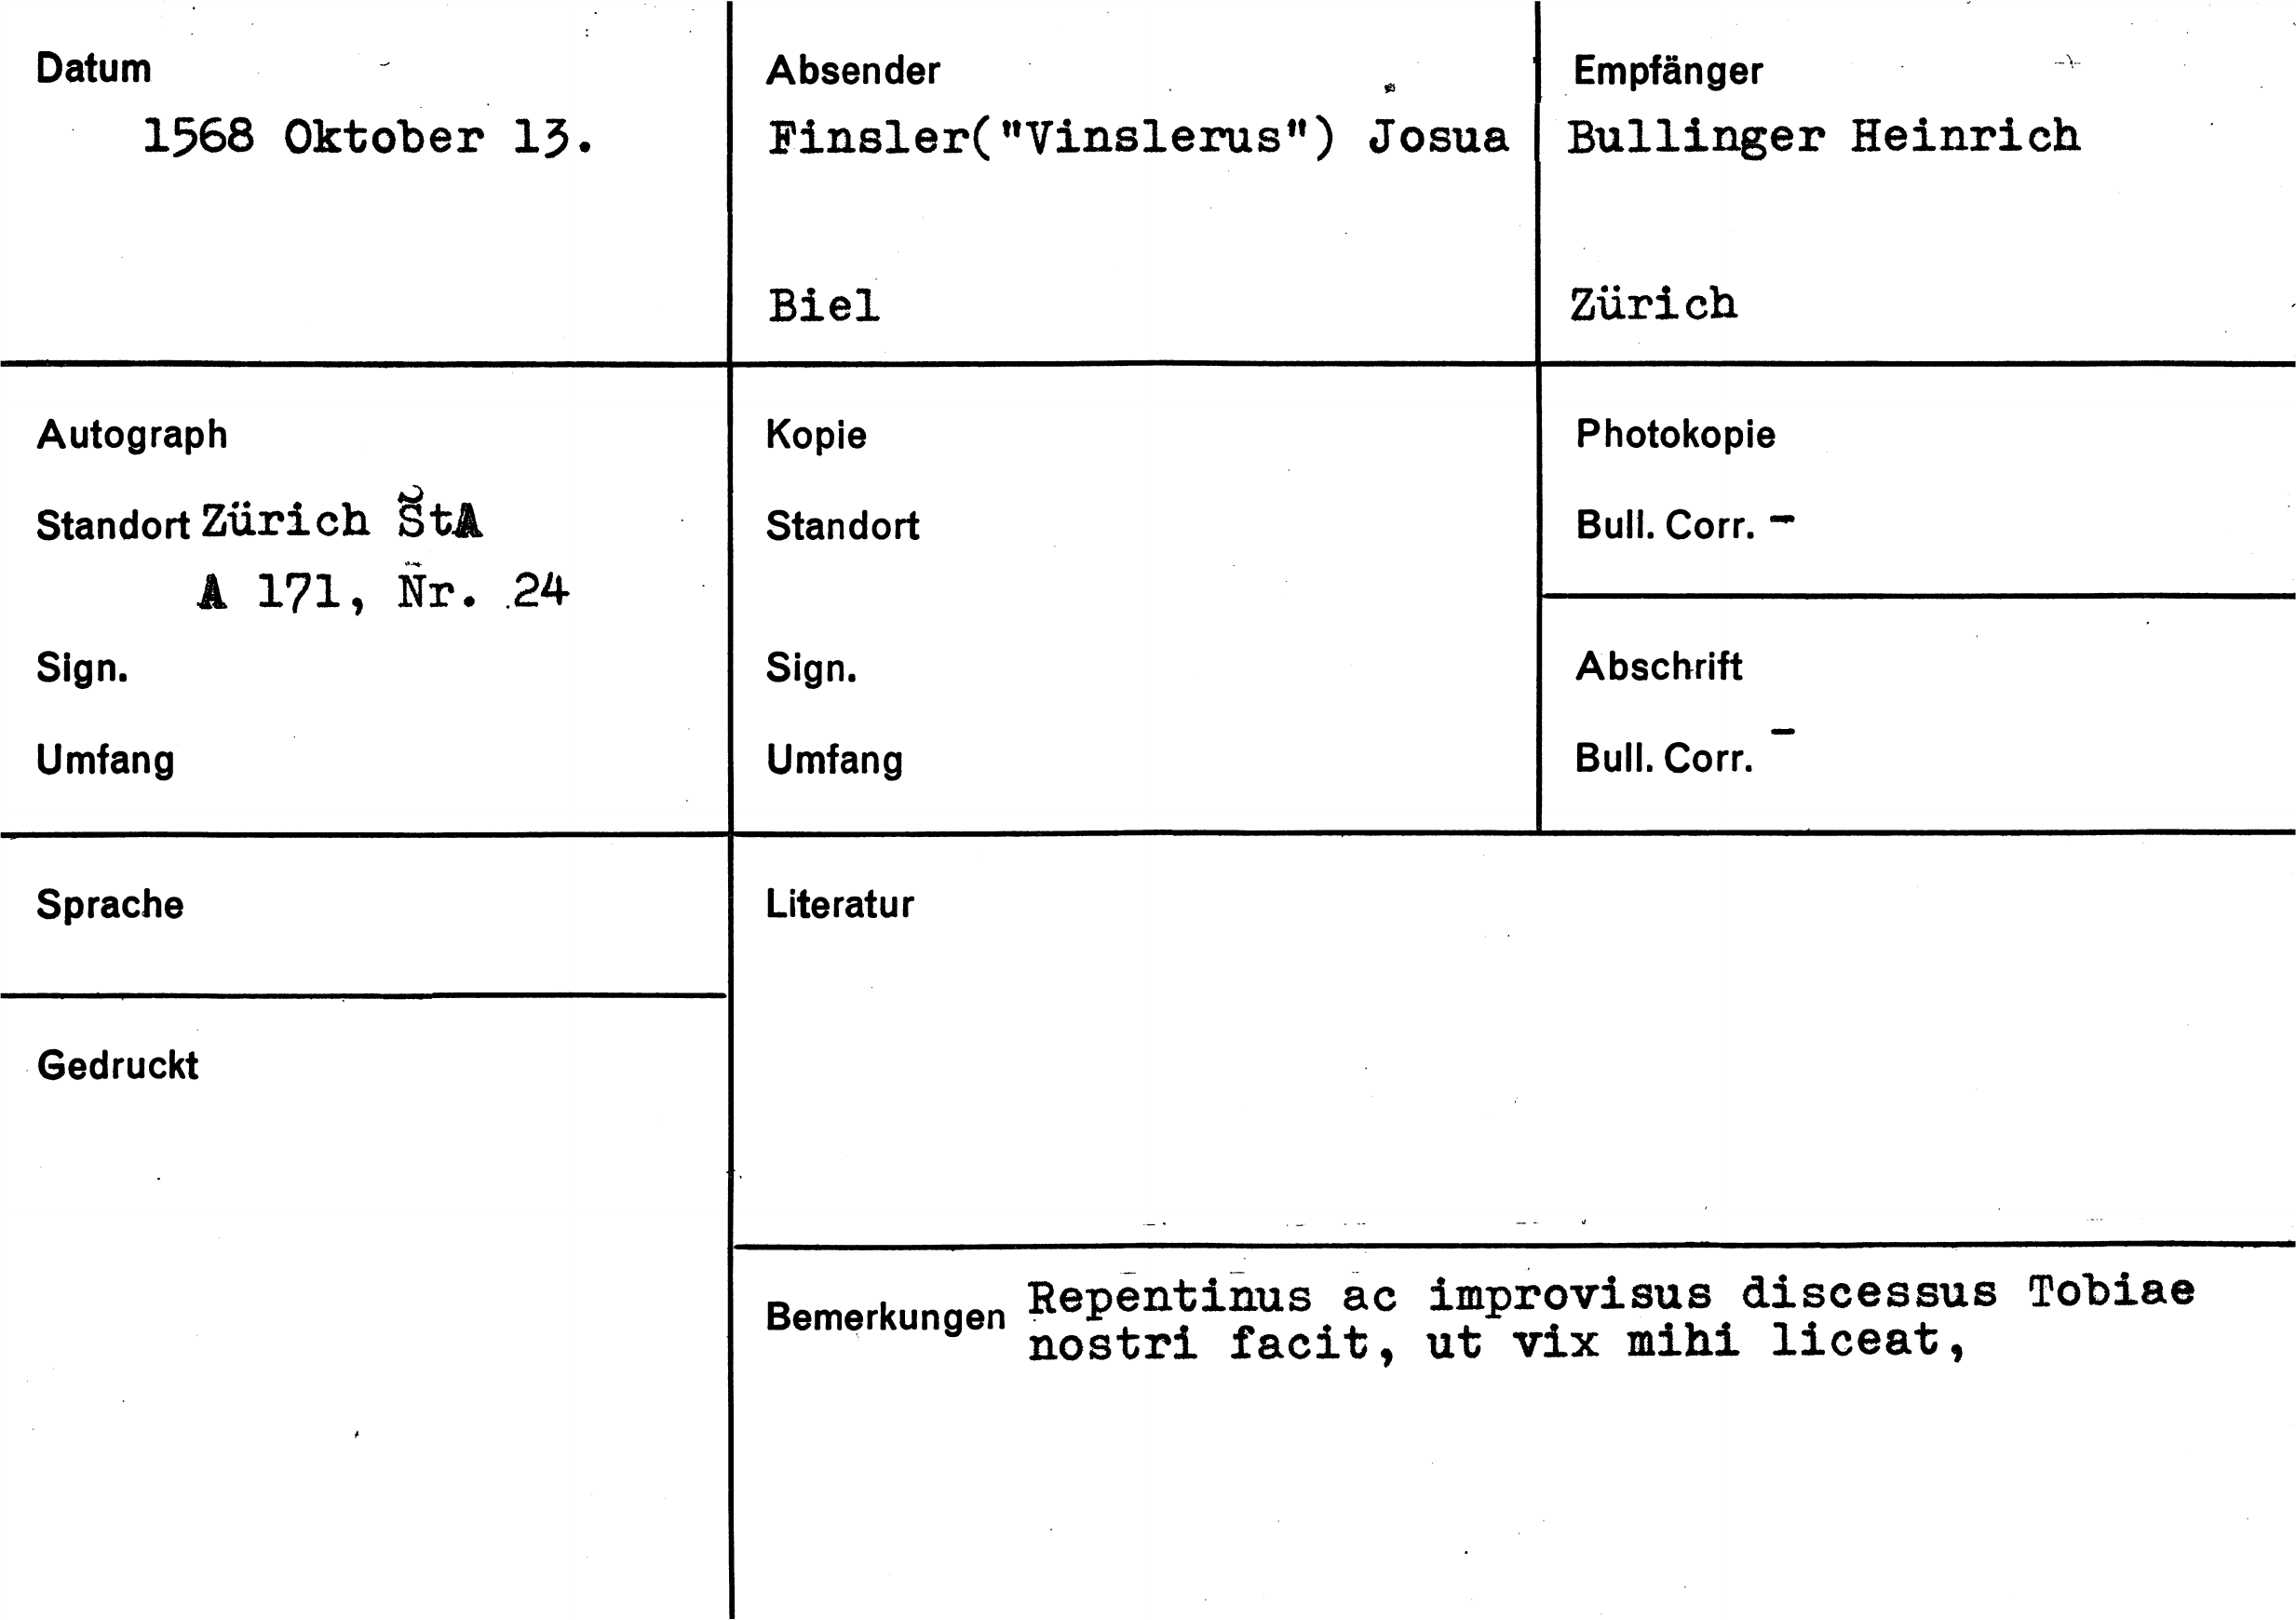 Datum
1568 Oktober 13.
Absender
Finsler("Vinslerus") Josua
Biel
Empfänger
Bullinger Heinrich
Zürich
Autograph
Standort Zürich StA
A 171, Nr. 24
Sign.
Umfang
Kopie
Standort
Sign.
Umfang
Photokopie
Bull. Corr. -
Abschrift
Bull. Corr. -
Sprache
Literatur
Gedruckt
Bemerkungen Repentinus ac improvisus discessus Tobiae
nostri facit, ut vix mihi liceat,